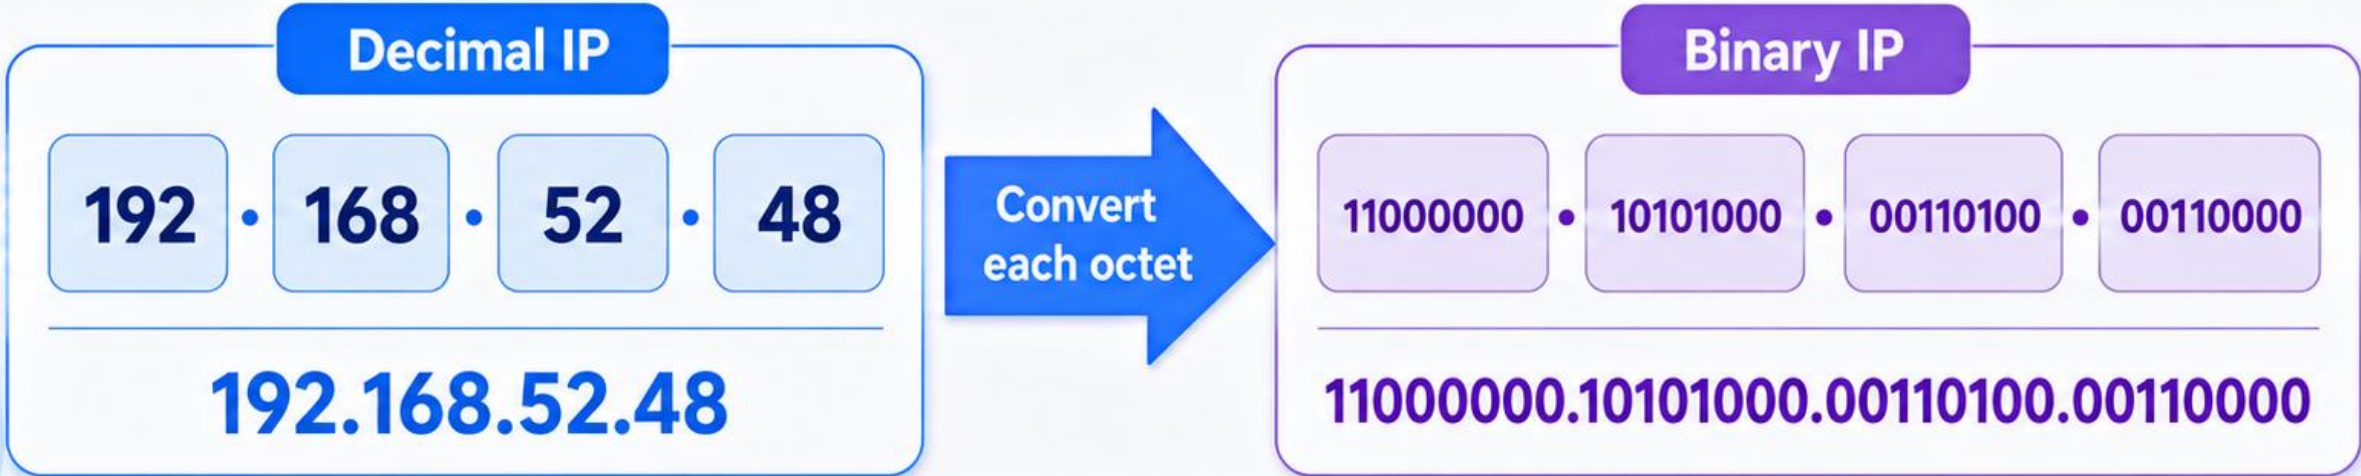 Decimal IP
192 • 168 • 52 • 48
192.168.52.48
Convert
each octet
Binary IP
11000000 • 10101000 • 00110100 • 00110000
11000000.10101000.00110100.00110000